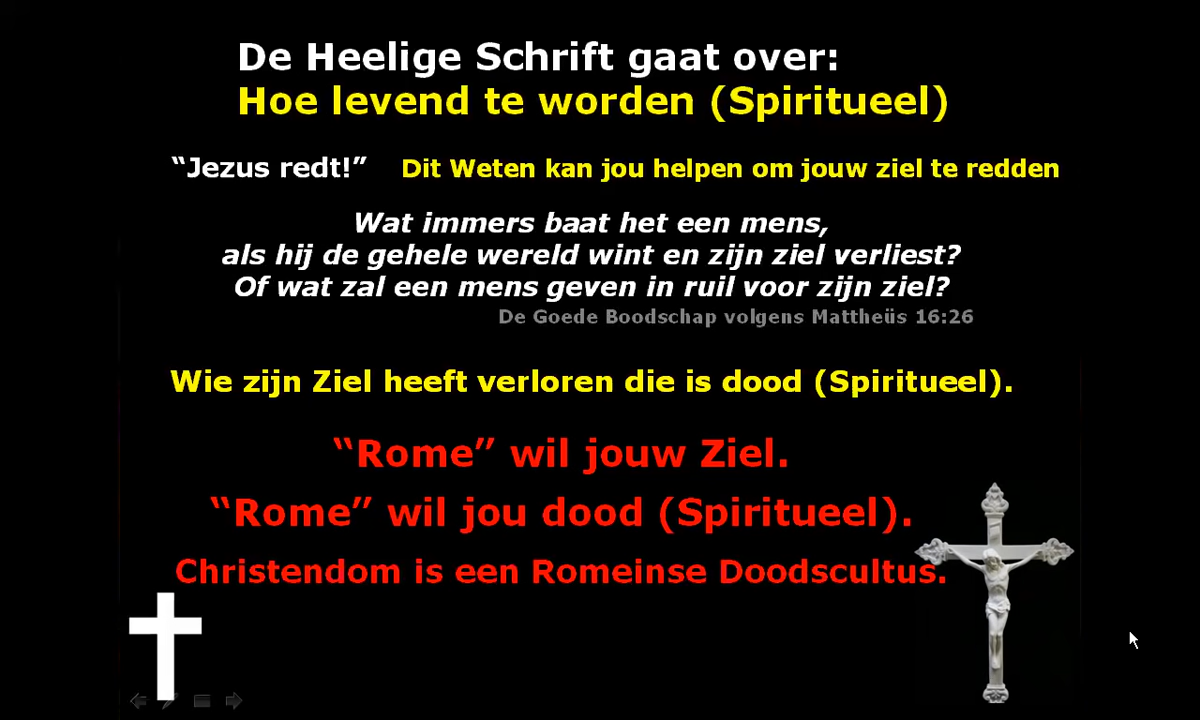 De Heelige Schrift gaat over:
Hoe levend te worden (Spiritueel)
“Jezus redt!” Dit Weten kan jou helpen om jouw ziel te redden
Wat immers baat het een mens,
als hij de gehele wereld wint en zijn ziel verliest?
Of wat zal een mens geven in ruil voor zijn ziel?
De Goede Boodschap volgens Mattheüs 16:26
Wie zijn Ziel heeft verloren die is dood (Spiritueel).
“Rome” wil jouw Ziel.
“Rome” wil jou dood (Spiritueel).
Christendom is een Romeinse Doodscultus.